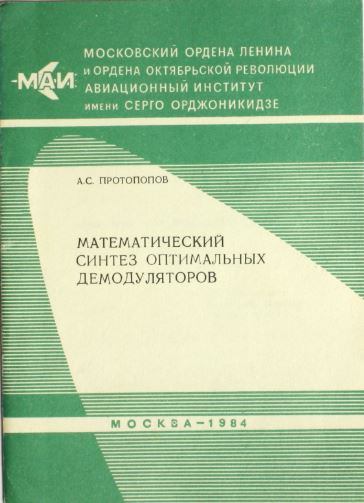 МАИ
МОСКОВСКИЙ ОРДЕНА ЛЕНИНА
И ОРДЕНА ОКТЯБРЬСКОЙ РЕВОЛЮЦИИ
АВИАЦИОННЫЙ ИНСТИТУТ
ИМЕНИ СЕРГО ОРДЖОНИКИДЗЕ
А.С. ПРОТОПОПОВ
МАТЕМАТИЧЕСКИЙ
СИНТЕЗ ОПТИМАЛЬНЫХ
ДЕМОДУЛЯТОРОВ
МОСКВА-1984